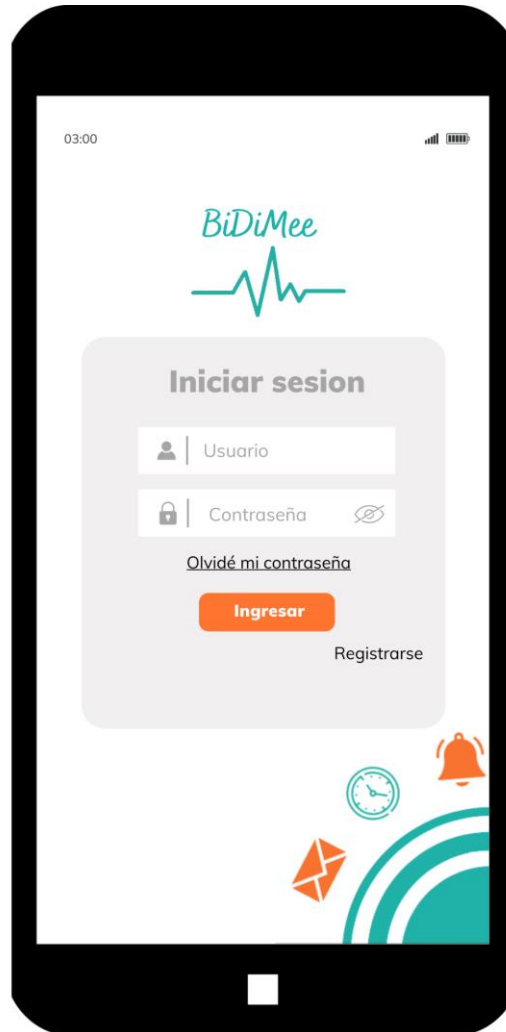 03:00
BiDiMee
Iniciar sesion
Usuario
Contraseña
Olvidé mi contraseña
Ingresar
Registrarse